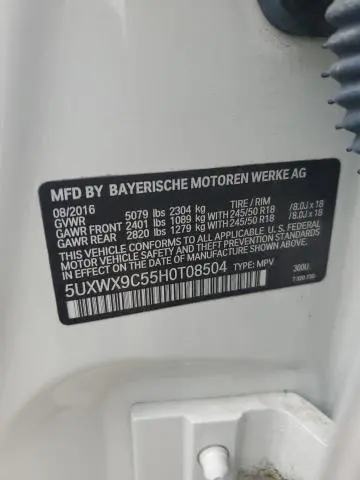 MFD BY BAYERISCHE MOTOREN WERKE AG
08/2016 TIRE / RIM
GVWR 5079 lbs 2304 kg
GAWR FRONT 2401 lbs 1089 kg WITH 245/50 R18 / 8.0J x 18
GAWR REAR 2820 lbs 1279 kg WITH 245/50 R18 / 8.0J x 18
THIS VEHICLE CONFORMS TO ALL APPLICABLE U.S. FEDERAL
MOTOR VEHICLE SAFETY, BUMPER, AND THEFT PREVENTION
STANDARDS IN EFFECT ON THE DATE OF MANUFACTURE
SHOWN ABOVE.
5UXWX9C55H0T08504 TYPE: MPV 300U